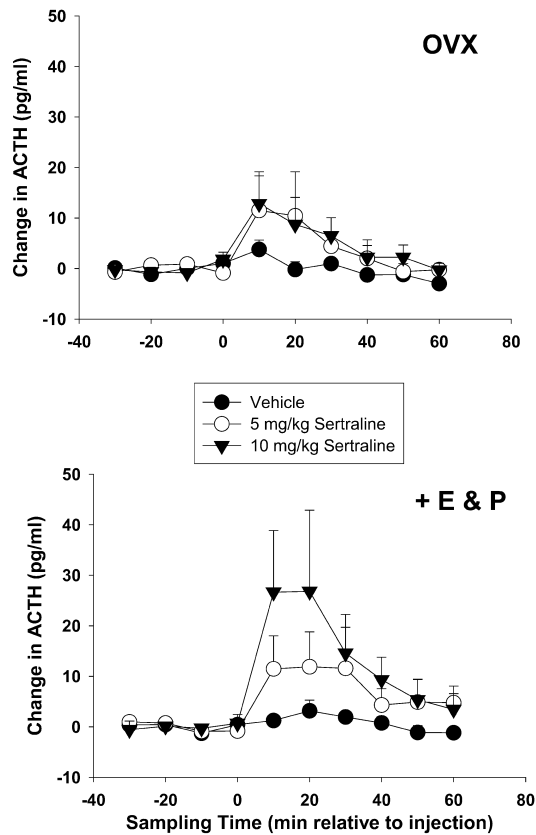 OVX
Change in ACTH (pg/ml)
50
40
30
20
10
0
-10
-40 -20 0 20 40 60 80
Vehicle
5 mg/kg Sertraline
10 mg/kg Sertraline
+ E & P
Change in ACTH (pg/ml)
50
40
30
20
10
0
-10
-40 -20 0 20 40 60 80
Sampling Time (min relative to injection)